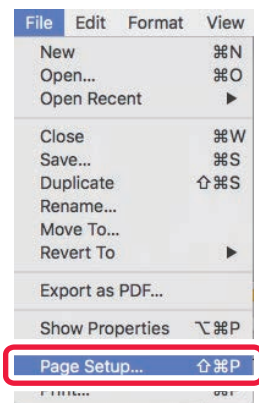 File Edit Format View
New ⌘N
Open... ⌘O
Open Recent ▶
Close ⌘W
Save... ⌘S
Duplicate ⇧⌘S
Rename...
Move To...
Revert To ▶
Export as PDF...
Show Properties ⌥⌘P
Page Setup... ⇧⌘P